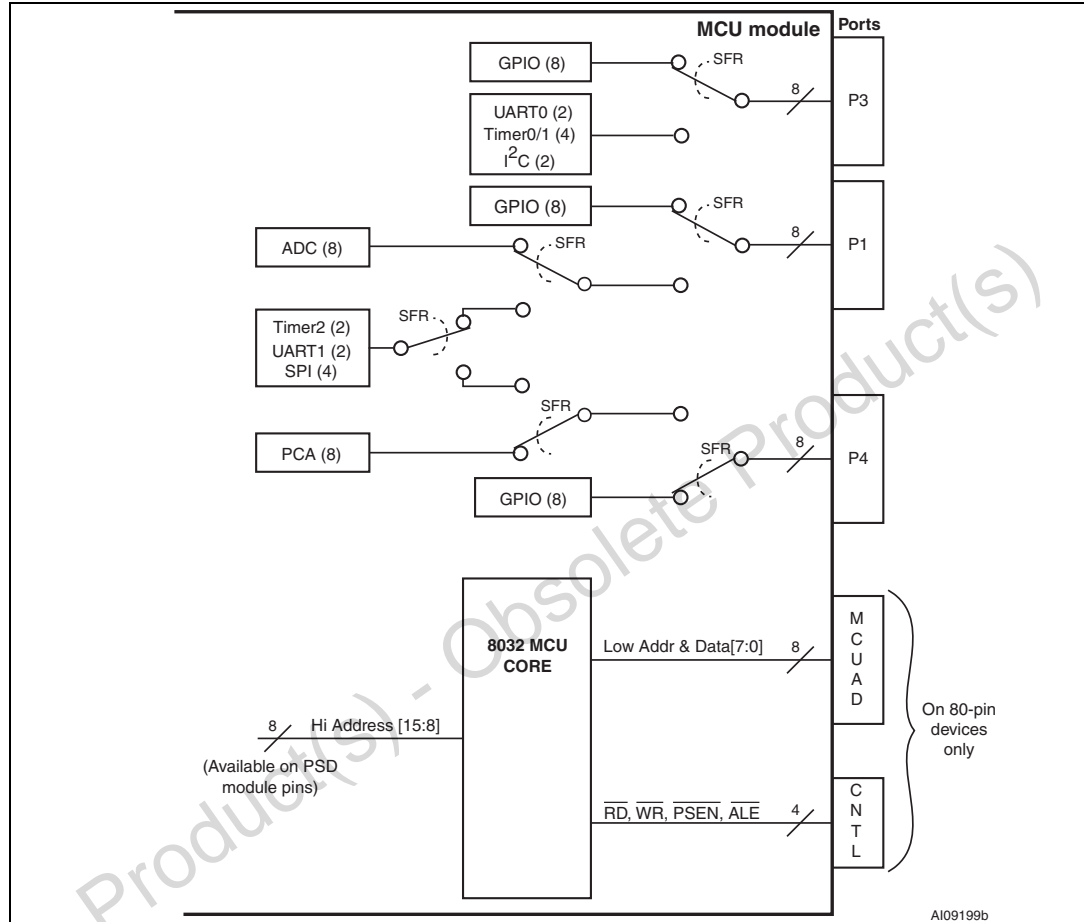 MCU module
Ports
GPIO (8)
SFR
8
P3
UART0 (2)
Timer0/1 (4)
I2C (2)
GPIO (8)
SFR
8
P1
ADC (8)
SFR
Timer2 (2)
UART1 (2)
SPI (4)
SFR
PCA (8)
SFR
GPIO (8)
SFR
8
P4
8032 MCU
CORE
Low Addr & Data[7:0]
8
MCUAD
8
Hi Address [15:8]
(Available on PSD
module pins)
RD, WR, PSEN, ALE
4
CNTL
On 80-pin
devices
only
Product(s) - Obsolete Product(s)
AI09199b